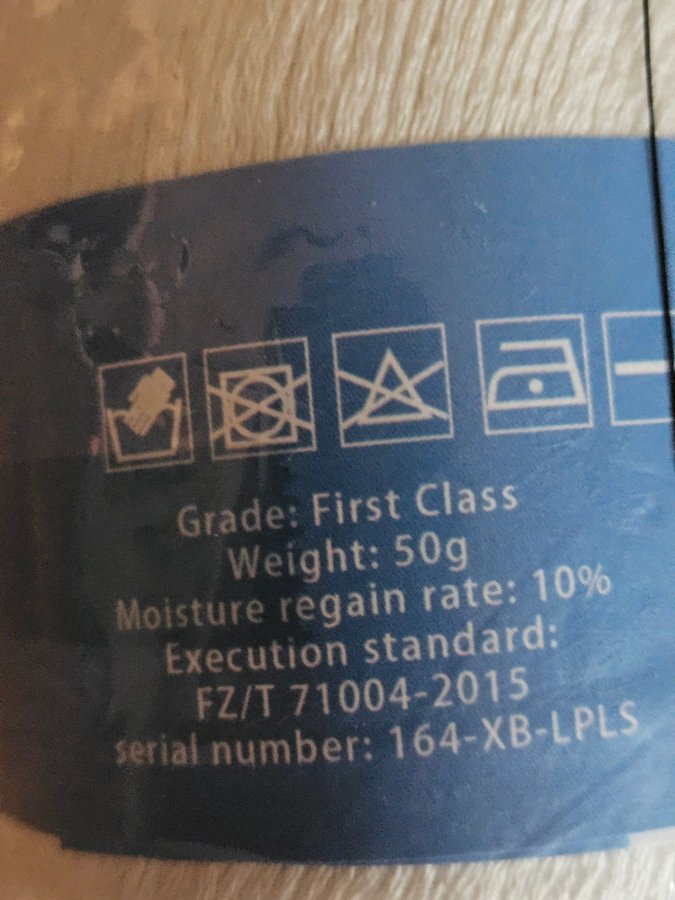 Grade: First Class
Weight: 50g
Moisture regain rate: 10%
Execution standard:
FZ/T 71004-2015
serial number: 164-XB-LPLS